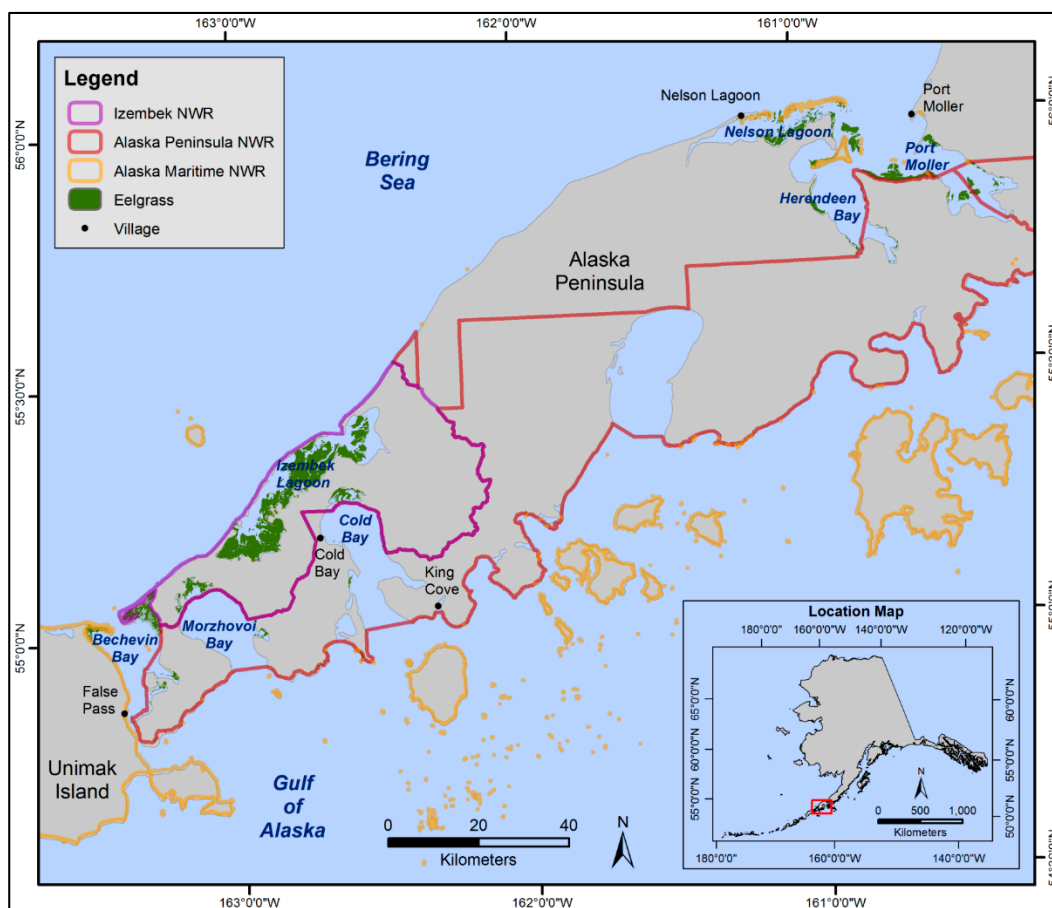 163°0'0"W
162°0'0"W
161°0'0"W
Legend
Izembek NWR
Alaska Peninsula NWR
Alaska Maritime NWR
Eelgrass
Village
Nelson Lagoon
Port
Moller
Nelson Lagoon
Port
Moller
Bering
Sea
Herendeen
Bay
Alaska
Peninsula
56°0'0"N
55°30'0"N
55°0'0"N
Izembek
Lagoon
Cold
Bay
Cold
Bay
King
Cove
Morzhovoi
Bay
Bechevin
Bay
False
Pass
Unimak
Island
Gulf
of
Alaska
0 20 40
Kilometers
N
Location Map
180°0'0"
160°0'0"W
140°0'0"W
120°0'0"W
65°0'0"N
60°0'0"N
55°0'0"N
60°0'0"N
55°0'0"N
50°0'0"N
N
0 500 1,000
Kilometers
180°0'0"
160°0'0"W
140°0'0"W
163°0'0"W
162°0'0"W
161°0'0"W